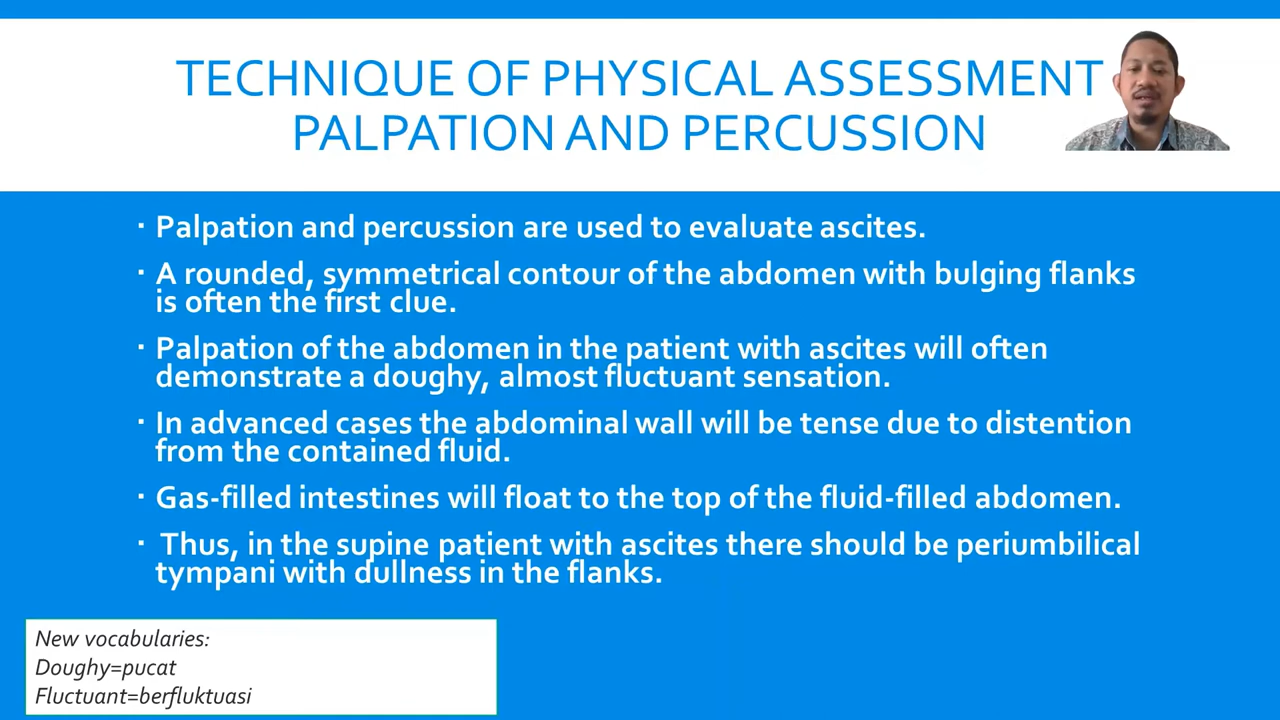 TECHNIQUE OF PHYSICAL ASSESSMENT
PALPATION AND PERCUSSION
▪ Palpation and percussion are used to evaluate ascites.
▪ A rounded, symmetrical contour of the abdomen with bulging flanks
is often the first clue.
▪ Palpation of the abdomen in the patient with ascites will often
demonstrate a doughy, almost fluctuant sensation.
▪ In advanced cases the abdominal wall will be tense due to distention
from the contained fluid.
▪ Gas-filled intestines will float to the top of the fluid-filled abdomen.
▪ Thus, in the supine patient with ascites there should be periumbilical
tympani with dullness in the flanks.
New vocabularies:
Doughy=pucat
Fluctuant=berfluktuasi